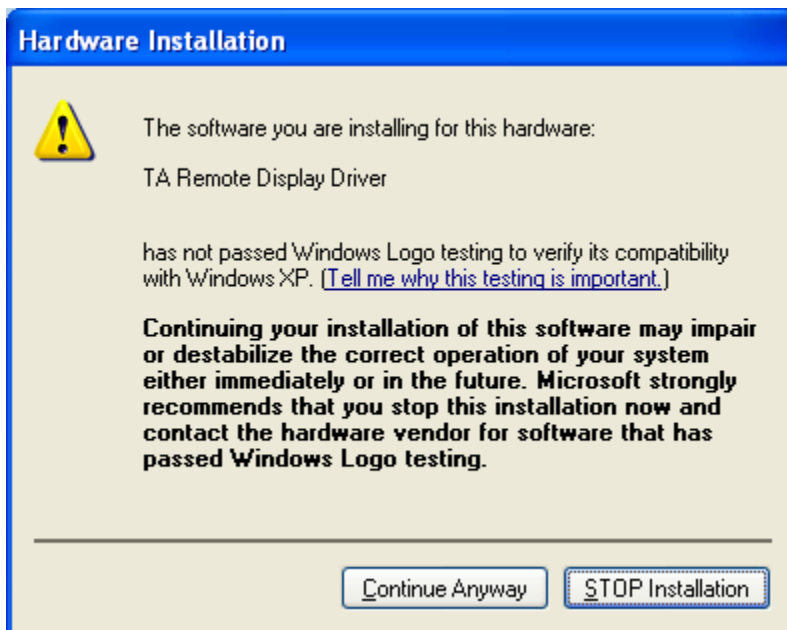 Hardware Installation
The software you are installing for this hardware:
TA Remote Display Driver
has not passed Windows Logo testing to verify its compatibility
with Windows XP. (Tell me why this testing is important.)
Continuing your installation of this software may impair
or destabilize the correct operation of your system
either immediately or in the future. Microsoft strongly
recommends that you stop this installation now and
contact the hardware vendor for software that has
passed Windows Logo testing.
Continue Anyway
STOP Installation